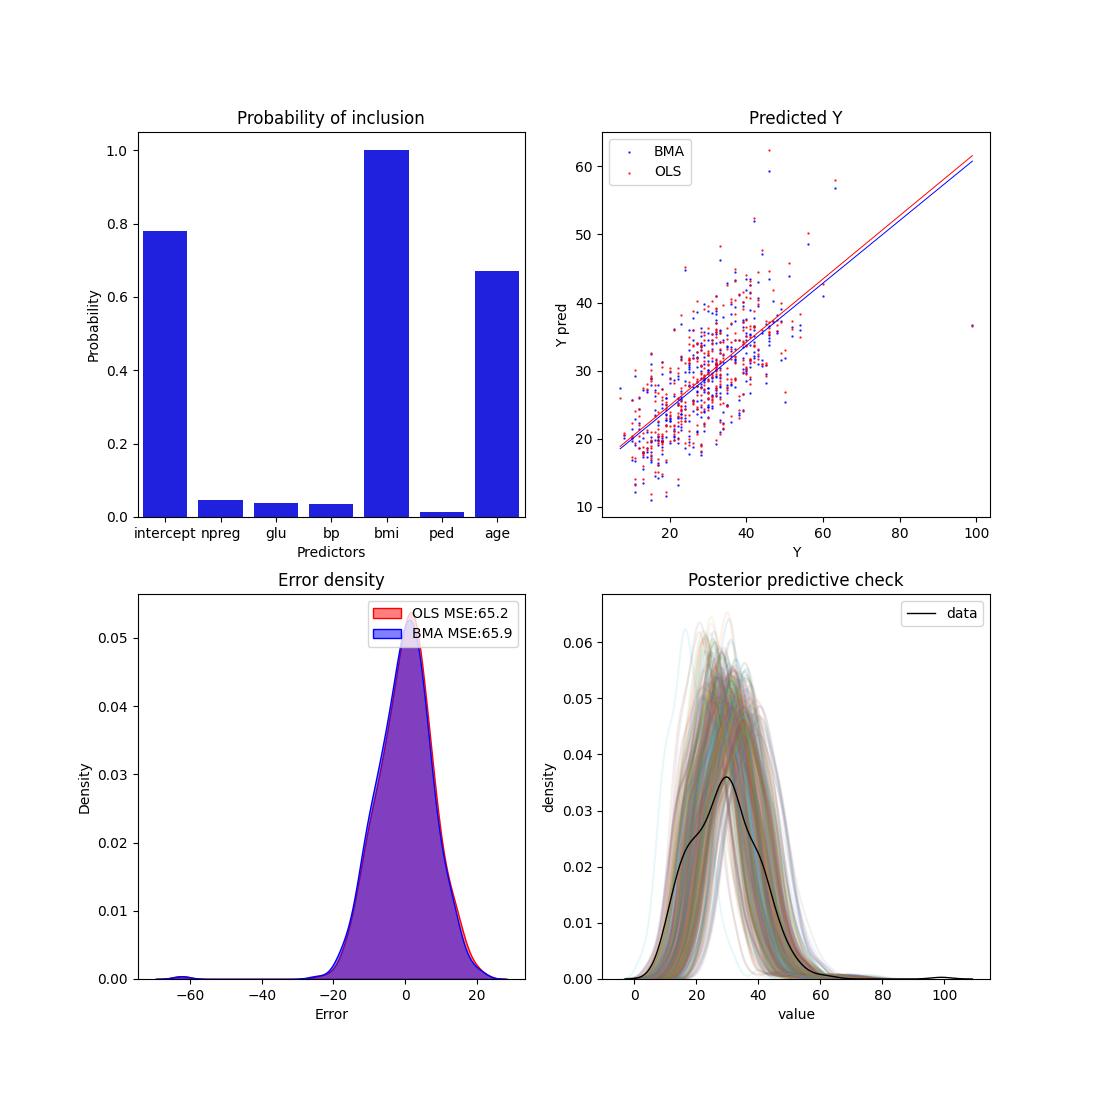 Probability of inclusion
1.0
0.8
0.6
0.4
0.2
0.0
Probability
intercept npreg glu bp bmi ped age
Predictors
Predicted Y
BMA
OLS
60
50
40
30
20
10
Y pred
20 40 60 80 100
Y
Error density
OLS MSE:65.2
BMA MSE:65.9
0.05
0.04
0.03
0.02
0.01
0.00
Density
−60 −40 −20 0 20
Error
Posterior predictive check
data
0.06
0.05
0.04
0.03
0.02
0.01
0.00
density
0 20 40 60 80 100
value